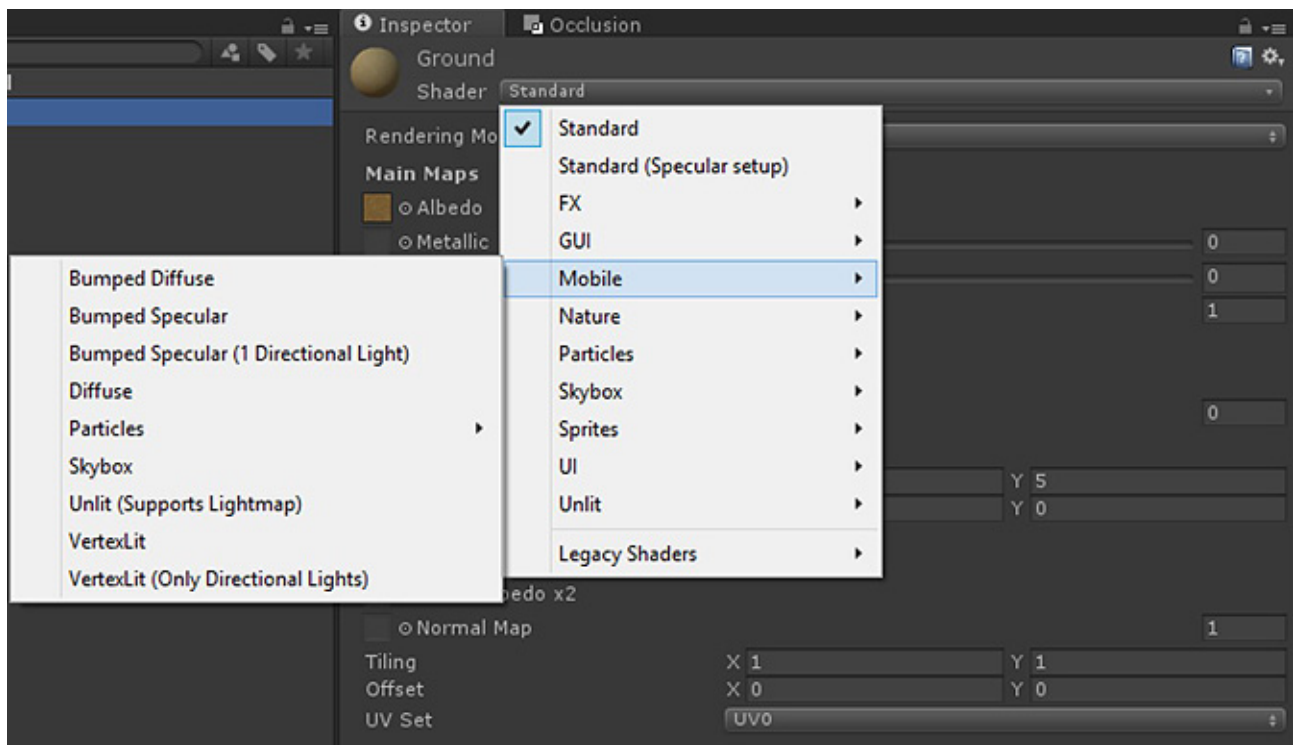 Inspector Occlusion
Ground
Shader Standard
Rendering Mo
Main Maps
Albedo
Metallic 0
0
1
0
Y 5
Y 0
Standard
Standard (Specular setup)
FX
GUI
Mobile
Nature
Particles
Skybox
Sprites
UI
Unlit
Legacy Shaders
Bumped Diffuse
Bumped Specular
Bumped Specular (1 Directional Light)
Diffuse
Particles
Skybox
Unlit (Supports Lightmap)
VertexLit
VertexLit (Only Directional Lights)
bedo x2
Normal Map 1
Tiling X 1 Y 1
Offset X 0 Y 0
UV Set UV0